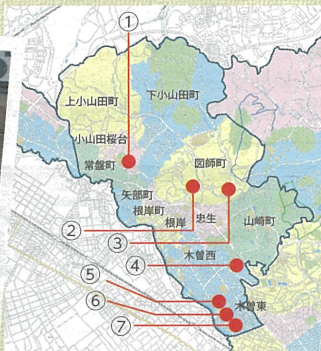 ①
上小山田町
下小山田町
小山田桜台
図師町
常盤町
矢部町
根岸町
根岸
忠生
山崎町
②
③
④
木曽西
⑤
木曽東
⑥
⑦